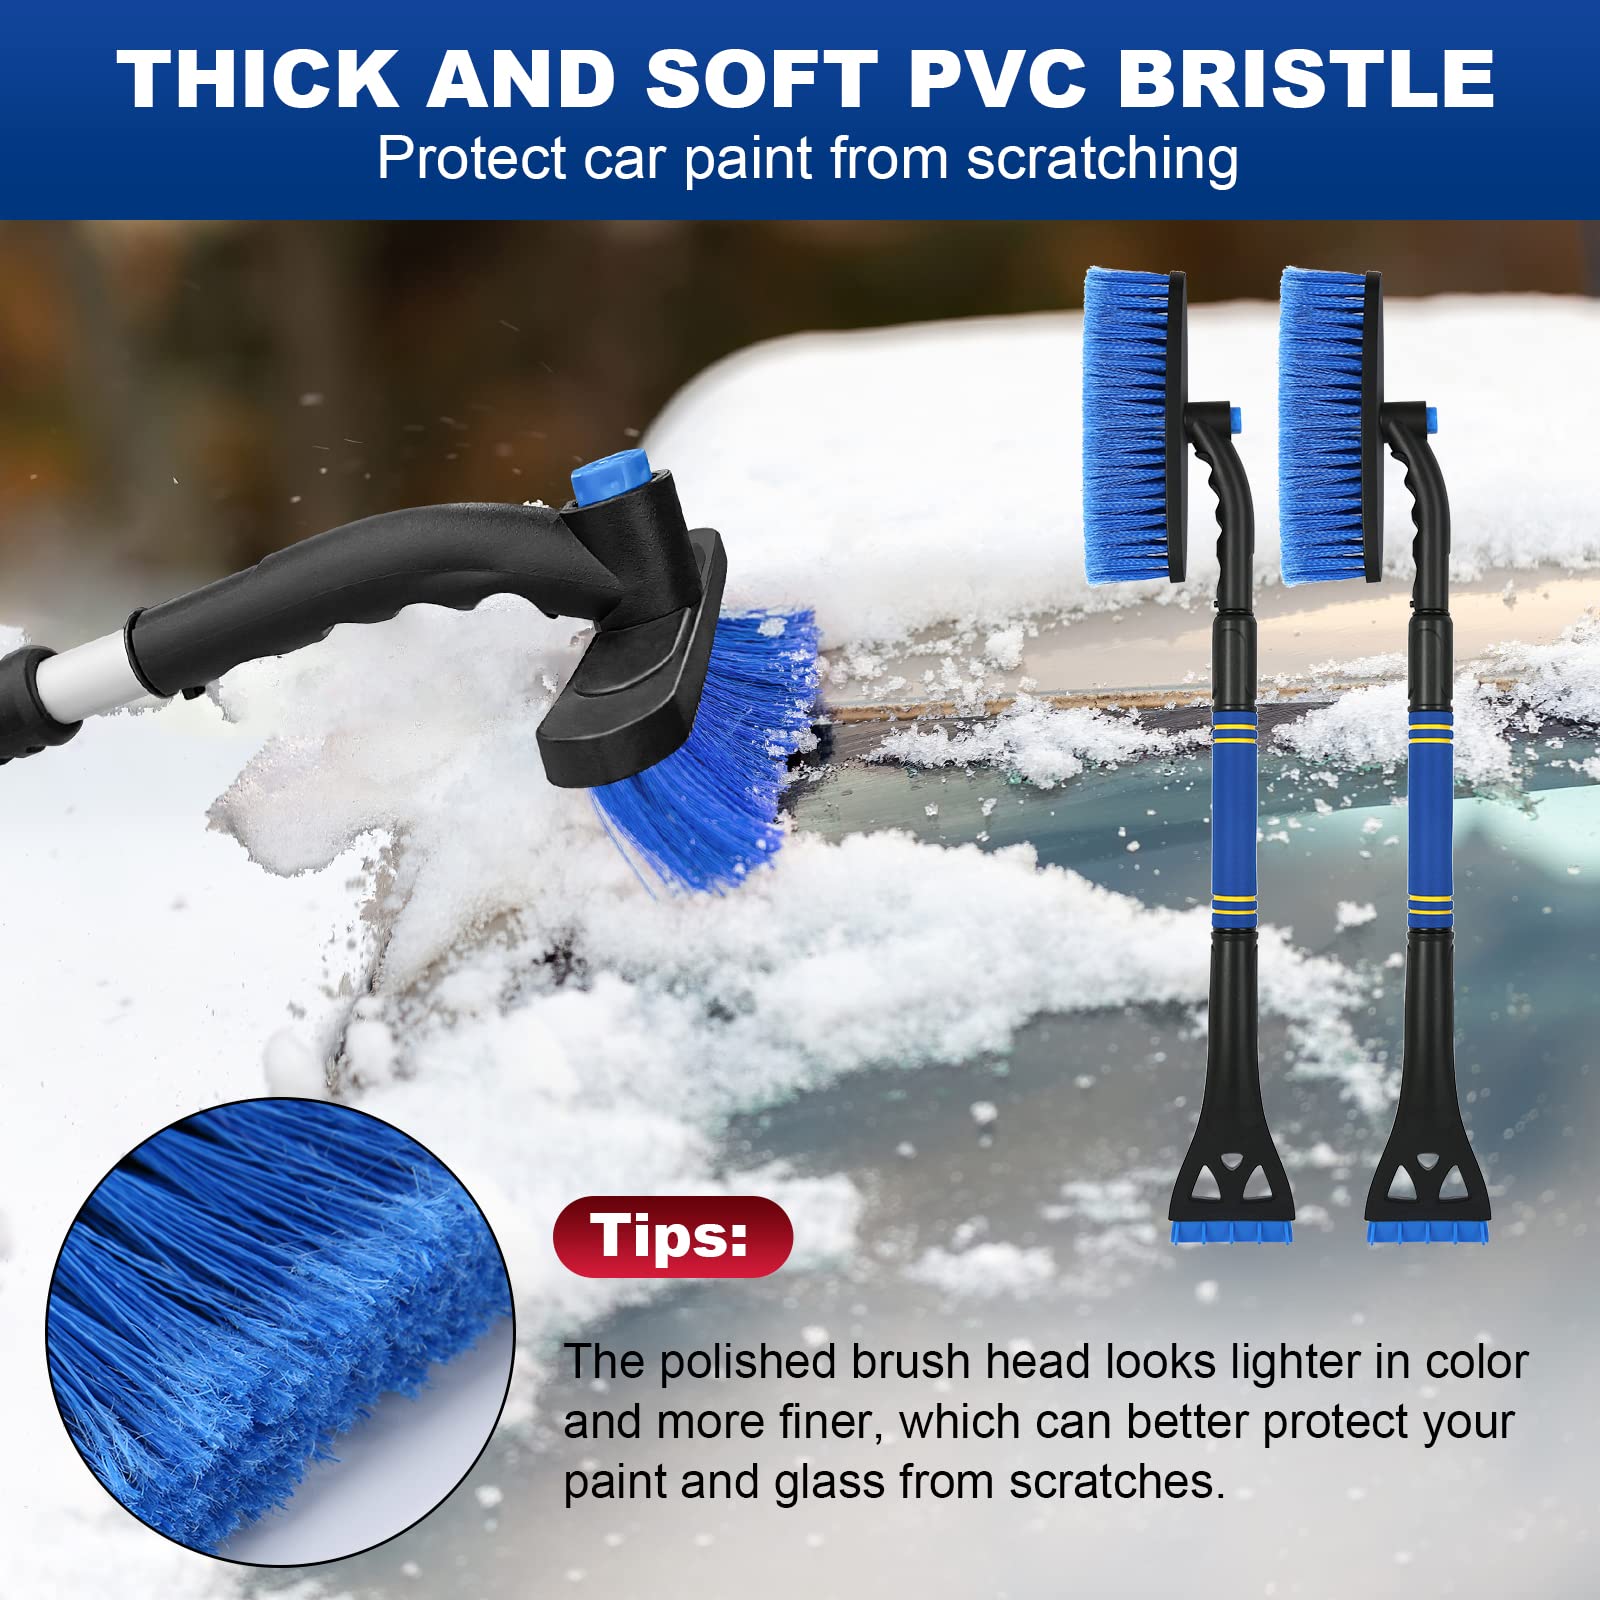 THICK AND SOFT PVC BRISTLE
Protect car paint from scratching
Tips:
The polished brush head looks lighter in color
and more finer, which can better protect your
paint and glass from scratches.